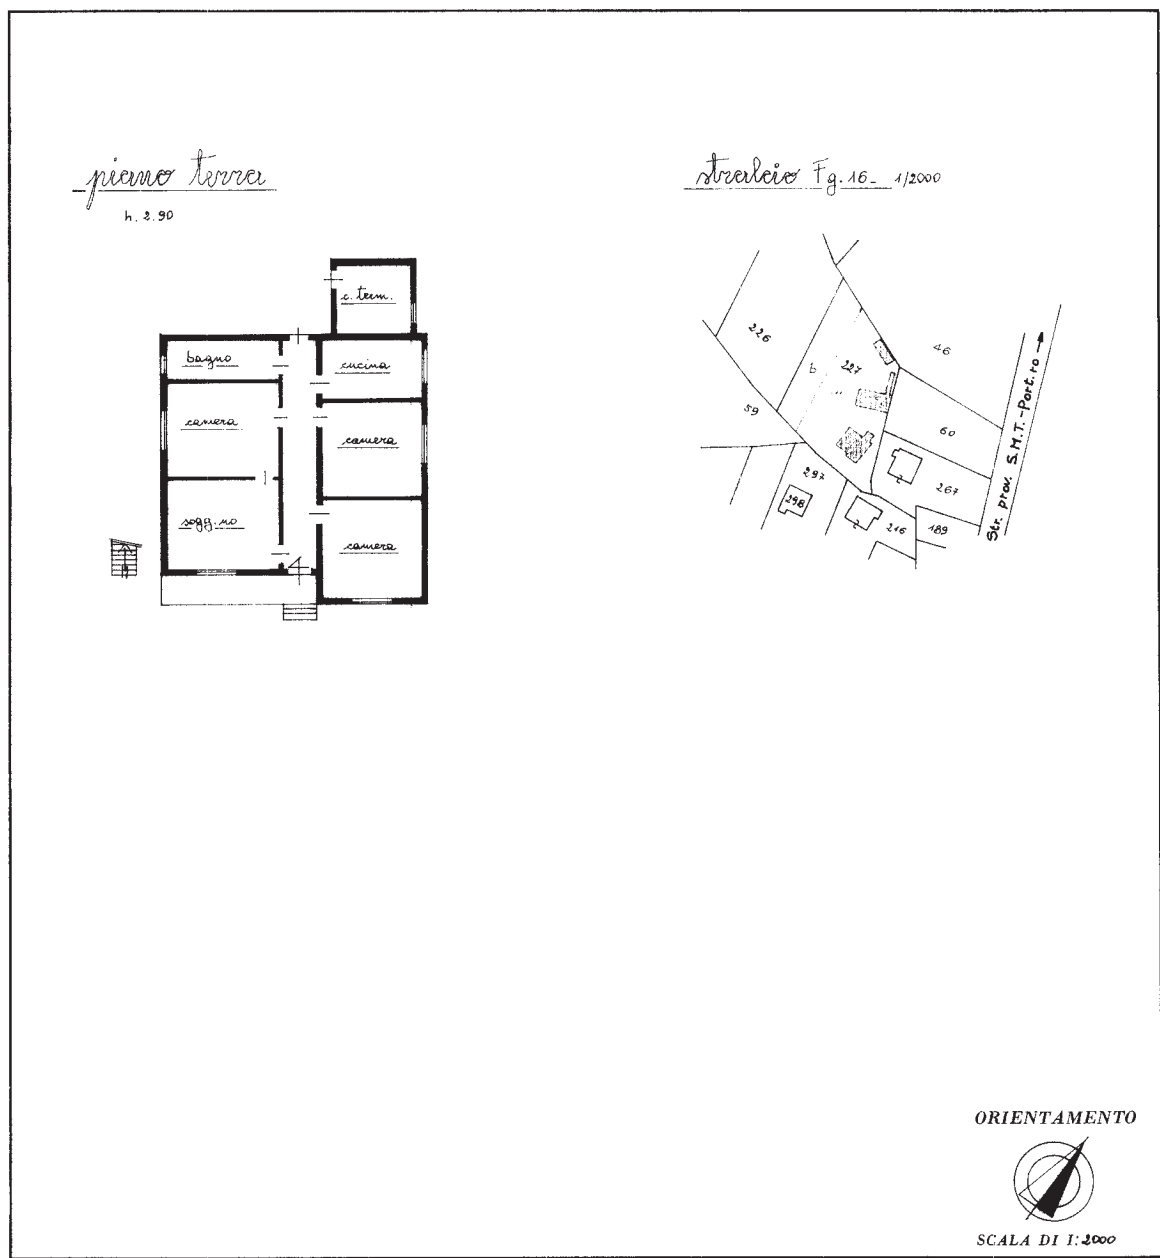 piano terra
h. 2.90
c. term.
bagno
cucina
camera
camera
sogg.no
camera
stralcio Fg. 16_ 1/2000
226
227
b
46
59
60
297
298
267
216
189
Str. prov. S.M.T.-Port.ro
ORIENTAMENTO
SCALA DI 1:2000